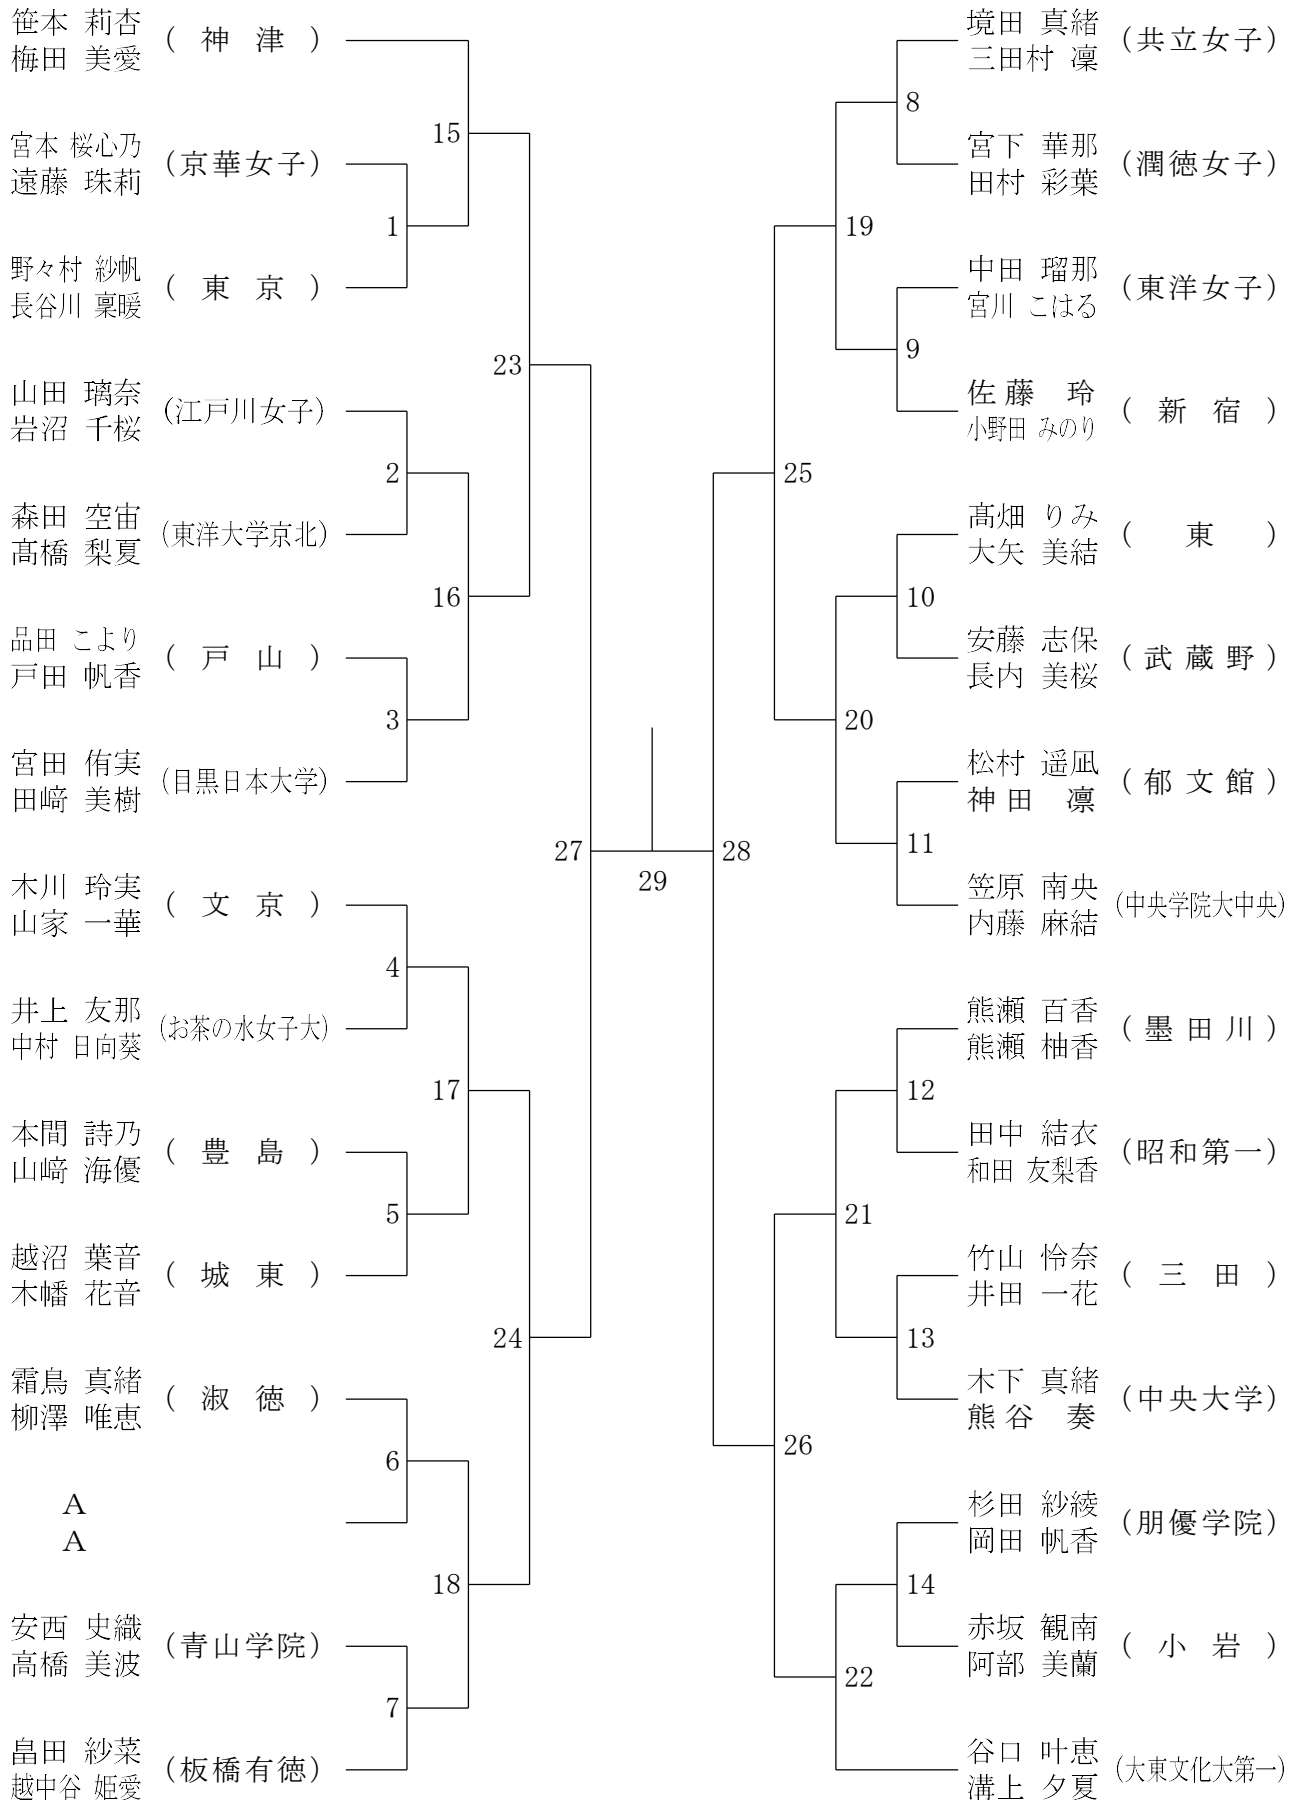 笹本 莉杏
梅田 美愛
( 神 津 )
宮本 桜心乃
遠藤 珠莉
(京華女子)
野々村 紗帆
長谷川 稟暖
( 東 京 )
山田 璃奈
岩沼 千桜
(江戸川女子)
森田 空宙
髙橋 梨夏
(東洋大学京北)
品田 こより
戸田 帆香
( 戸 山 )
宮田 侑実
田﨑 美樹
(目黒日本大学)
木川 玲実
山家 一華
( 文 京 )
井上 友那
中村 日向葵
(お茶の水女子大)
本間 詩乃
山﨑 海優
( 豊 島 )
越沼 葉音
木幡 花音
( 城 東 )
霜鳥 真緒
柳澤 唯恵
( 淑 徳 )
A
A
安西 史織
高橋 美波
(青山学院)
畠田 紗菜
越中谷 姫愛
(板橋有徳)
1
2
3
4
5
6
7
15
16
17
18
23
24
27
29
28
25
26
19
20
21
22
8
9
10
11
12
13
14
境田 真緒
三田村 凜
(共立女子)
宮下 華那
田村 彩葉
(潤徳女子)
中田 瑠那
宮川 こはる
(東洋女子)
佐藤 玲
小野田 みのり
( 新 宿 )
髙畑 りみ
大矢 美結
( 東 )
安藤 志保
長内 美桜
( 武 蔵 野 )
松村 遥凪
神田 凛
( 郁 文 館 )
笠原 南央
内藤 麻結
(中央学院大中央)
熊瀬 百香
熊瀬 柚香
( 墨 田 川 )
田中 結衣
和田 友梨香
(昭和第一)
竹山 怜奈
井田 一花
( 三 田 )
木下 真緒
熊谷 奏
(中央大学)
杉田 紗綾
岡田 帆香
(朋優学院)
赤坂 観南
阿部 美蘭
( 小 岩 )
谷口 叶恵
溝上 夕夏
(大東文化大第一)